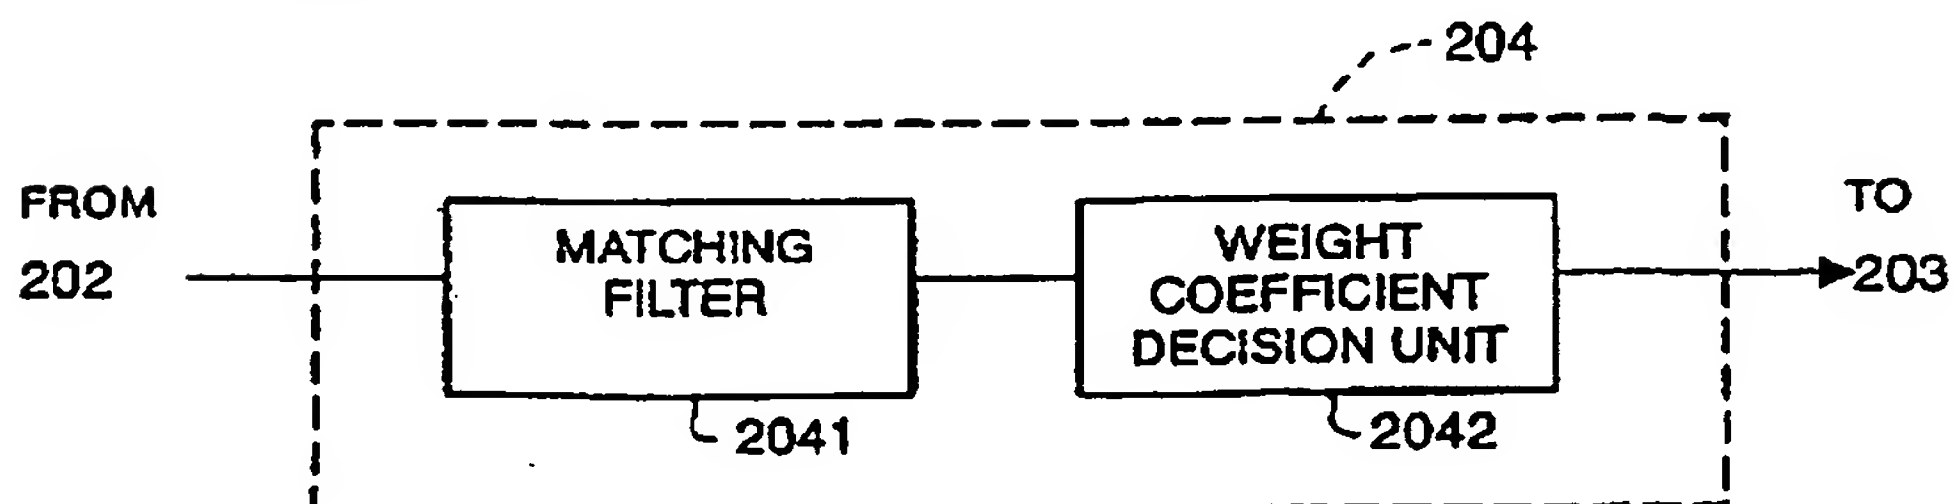 204
FROM
202
MATCHING
FILTER
2041
WEIGHT
COEFFICIENT
DECISION UNIT
2042
TO
203